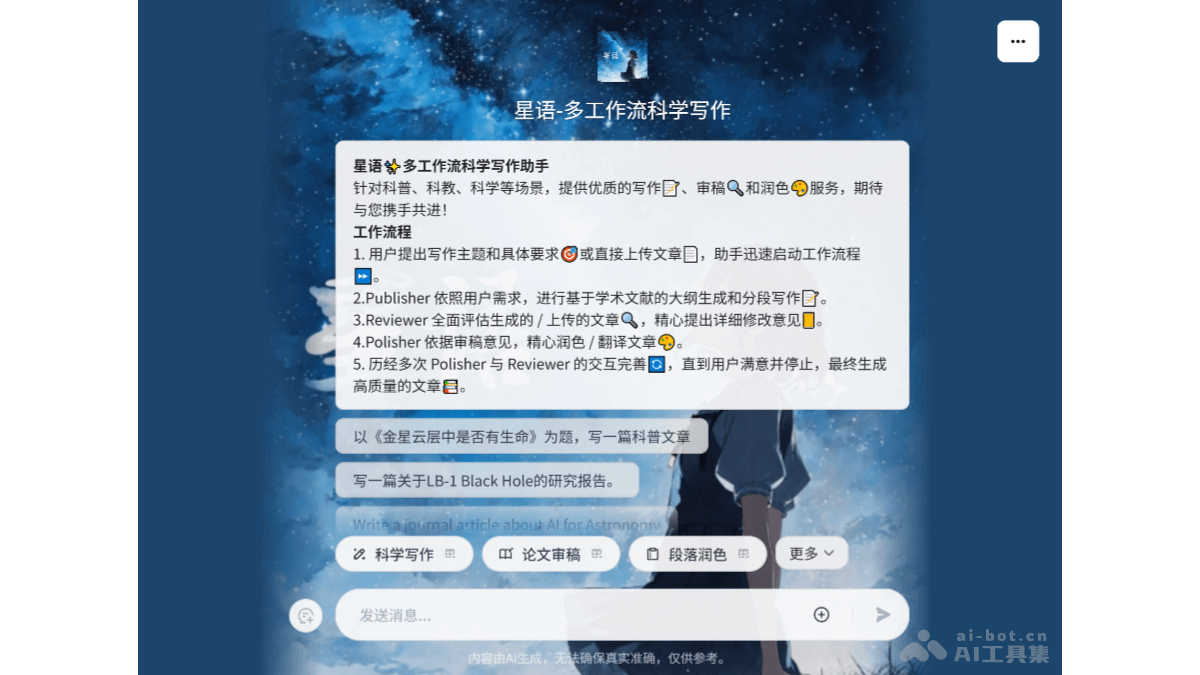 星语
星语-多工作流科学写作
星语✨多工作流科学写作助手
针对科普、科教、科学等场景，提供优质的写作📝、审稿🔍和润色🎨服务，期待
与您携手共进！
工作流程
1. 用户提出写作主题和具体要求🎯或直接上传文章📄，助手迅速启动工作流程
⏩。
2.Publisher 依照用户需求，进行基于学术文献的大纲生成和分段写作📝。
3.Reviewer 全面评估生成的 / 上传的文章🔍，精心提出详细修改意见📒。
4.Polisher 依据审稿意见，精心润色 / 翻译文章🎨。
5. 历经多次 Polisher 与 Reviewer 的交互完善🔄，直到用户满意并停止，最终生成
高质量的文章📚。
以《金星云层中是否有生命》为题，写一篇科普文章
写一篇关于LB-1 Black Hole的研究报告。
Write a journal article about AI for Astronomy
科学写作 论文审稿 段落润色 更多
发送消息...
内容由AI生成，无法确保真实准确，仅供参考。
ai-bot.cn
AI工具集